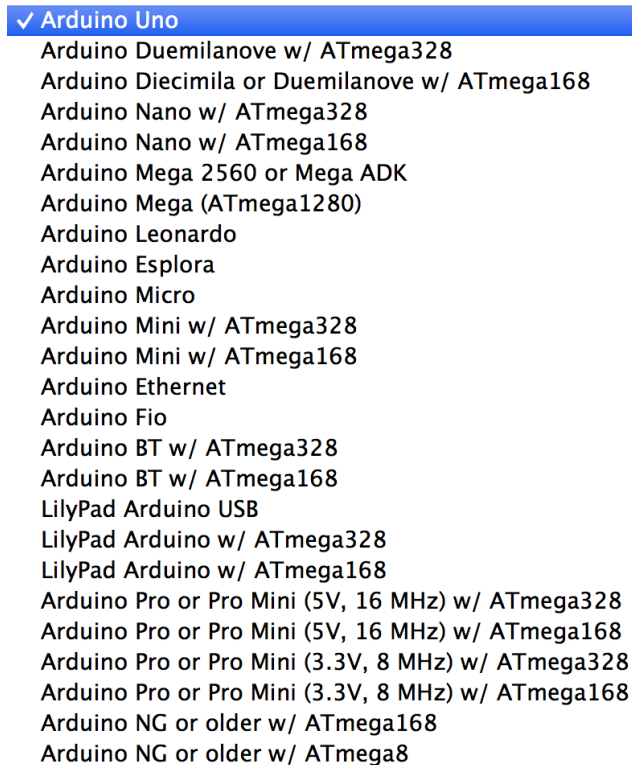 ✓ Arduino Uno
Arduino Duemilanove w/ ATmega328
Arduino Diecimila or Duemilanove w/ ATmega168
Arduino Nano w/ ATmega328
Arduino Nano w/ ATmega168
Arduino Mega 2560 or Mega ADK
Arduino Mega (ATmega1280)
Arduino Leonardo
Arduino Esplora
Arduino Micro
Arduino Mini w/ ATmega328
Arduino Mini w/ ATmega168
Arduino Ethernet
Arduino Fio
Arduino BT w/ ATmega328
Arduino BT w/ ATmega168
LilyPad Arduino USB
LilyPad Arduino w/ ATmega328
LilyPad Arduino w/ ATmega168
Arduino Pro or Pro Mini (5V, 16 MHz) w/ ATmega328
Arduino Pro or Pro Mini (5V, 16 MHz) w/ ATmega168
Arduino Pro or Pro Mini (3.3V, 8 MHz) w/ ATmega328
Arduino Pro or Pro Mini (3.3V, 8 MHz) w/ ATmega168
Arduino NG or older w/ ATmega168
Arduino NG or older w/ ATmega8